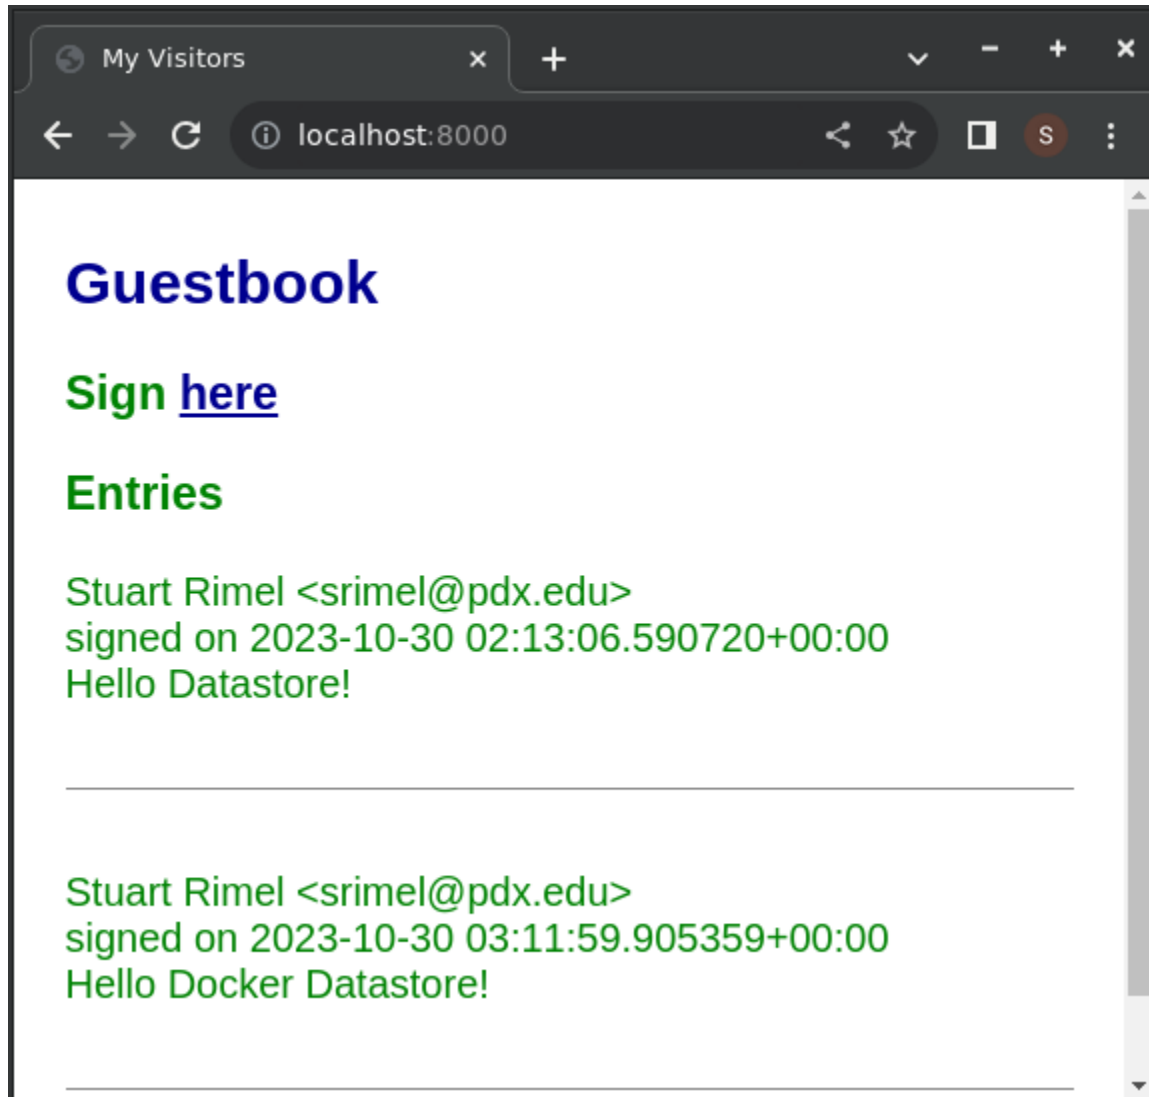 My Visitors
localhost:8000
S
Guestbook
Sign here
Entries
Stuart Rimel <srimel@pdx.edu>
signed on 2023-10-30 02:13:06.590720+00:00
Hello Datastore!
Stuart Rimel <srimel@pdx.edu>
signed on 2023-10-30 03:11:59.905359+00:00
Hello Docker Datastore!